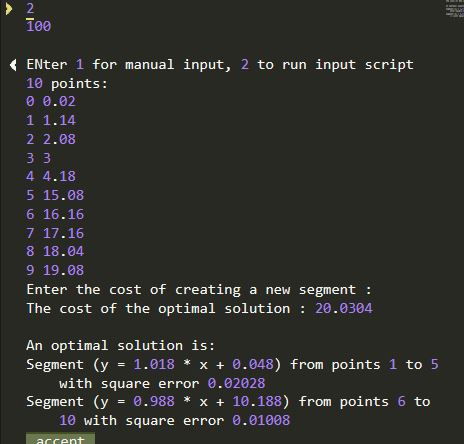 2
100
ENter 1 for manual input, 2 to run input script
10 points:
0 0.02
1 1.14
2 2.08
3 3
4 4.18
5 15.08
6 16.16
7 17.16
8 18.04
9 19.08
Enter the cost of creating a new segment :
The cost of the optimal solution : 20.0304
An optimal solution is:
Segment (y = 1.018 * x + 0.048) from points 1 to 5
with square error 0.02028
Segment (y = 0.988 * x + 10.188) from points 6 to
10 with square error 0.01008
accept